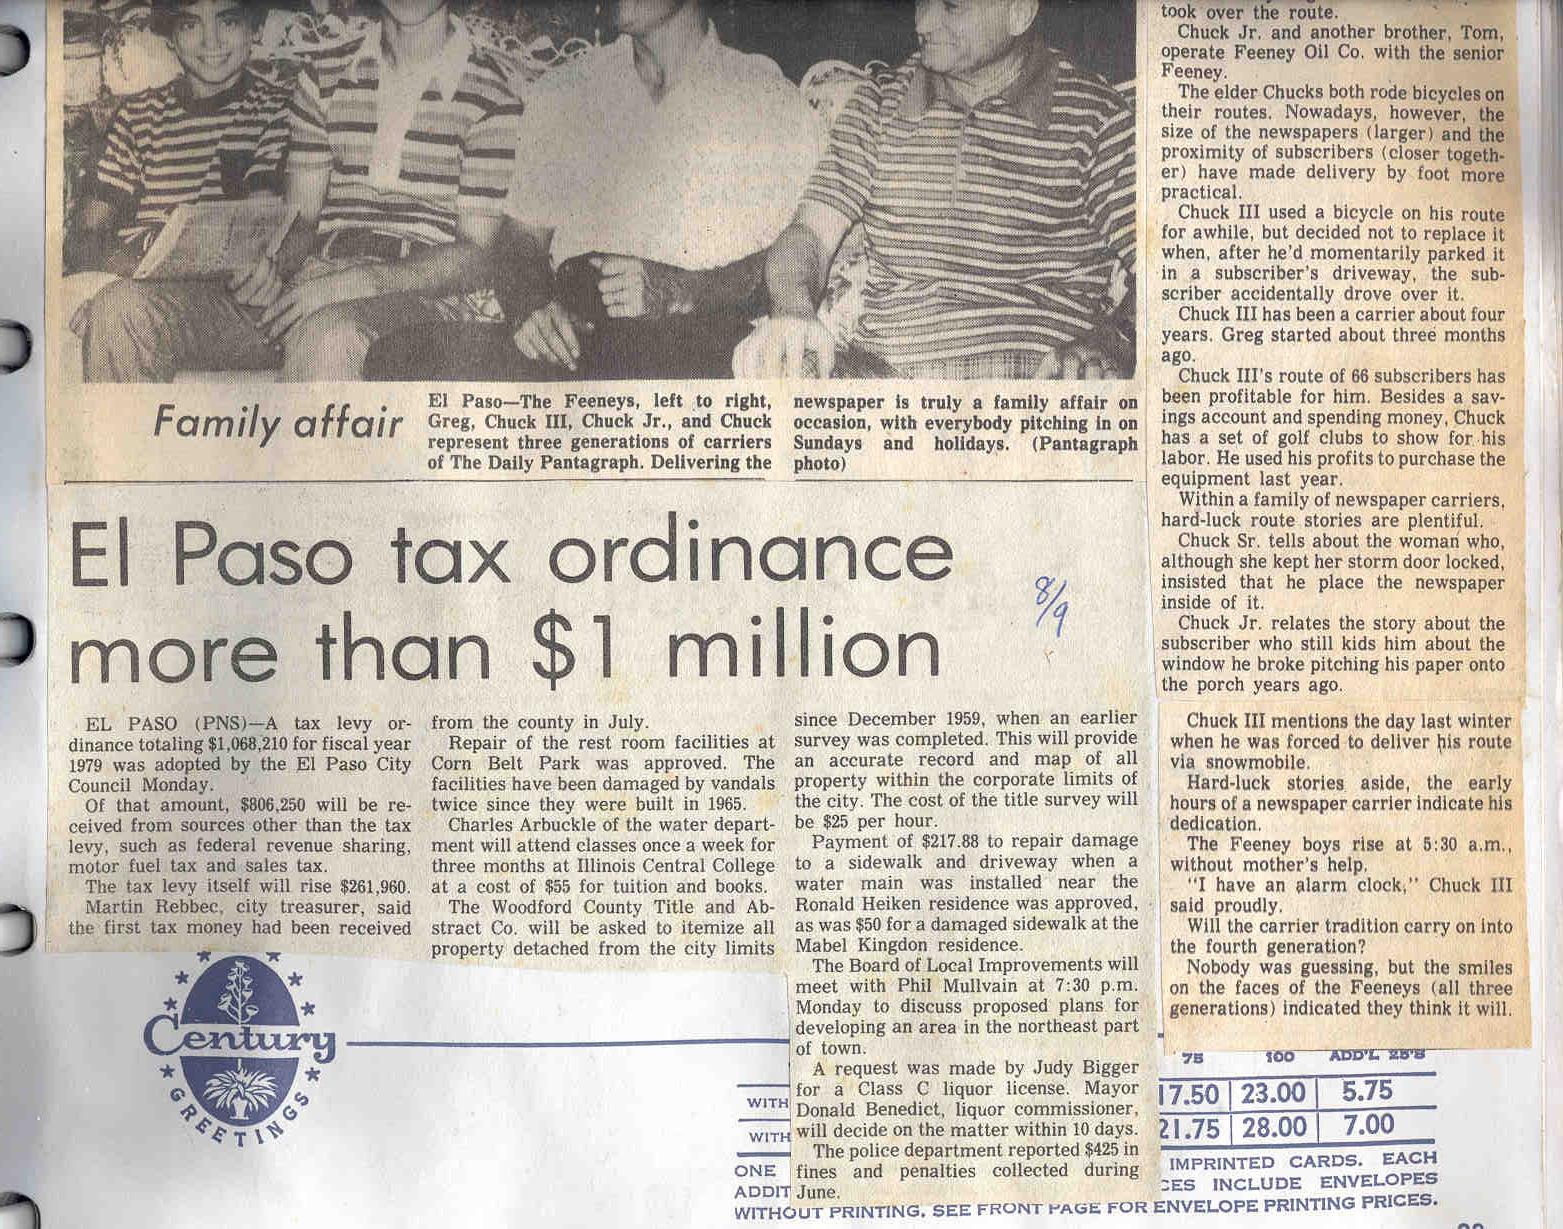 Family affair
El Paso—The Feeneys, left to right,
Greg, Chuck III, Chuck Jr., and Chuck
represent three generations of carriers
of The Daily Pantagraph. Delivering the
newspaper is truly a family affair on
occasion, with everybody pitching in on
Sundays and holidays. (Pantagraph
photo)
took over the route.
Chuck Jr. and another brother, Tom,
operate Feeney Oil Co. with the senior
Feeney.
The elder Chucks both rode bicycles on
their routes. Nowadays, however, the
size of the newspapers (larger) and the
proximity of subscribers (closer togeth-
er) have made delivery by foot more
practical.
Chuck III used a bicycle on his route
for awhile, but decided not to replace it
when, after he'd momentarily parked it
in a subscriber's driveway, the sub-
scriber accidentally drove over it.
Chuck III has been a carrier about four
years. Greg started about three months
ago.
Chuck III's route of 66 subscribers has
been profitable for him. Besides a sav-
ings account and spending money, Chuck
has a set of golf clubs to show for his
labor. He used his profits to purchase the
equipment last year.
Within a family of newspaper carriers,
hard-luck route stories are plentiful.
Chuck Sr. tells about the woman who,
although she kept her storm door locked,
insisted that he place the newspaper
inside of it.
Chuck Jr. relates the story about the
subscriber who still kids him about the
window he broke pitching his paper onto
the porch years ago.
Chuck III mentions the day last winter
when he was forced to deliver his route
via snowmobile.
Hard-luck stories aside, the early
hours of a newspaper carrier indicate his
dedication.
The Feeney boys rise at 5:30 a.m.,
without mother's help.
"I have an alarm clock," Chuck III
said proudly.
Will the carrier tradition carry on into
the fourth generation?
Nobody was guessing, but the smiles
on the faces of the Feeneys (all three
generations) indicated they think it will.
El Paso tax ordinance
more than $1 million
8/9
EL PASO (PNS)—A tax levy or-
dinance totaling $1,068,210 for fiscal year
1979 was adopted by the El Paso City
Council Monday.
Of that amount, $806,250 will be re-
ceived from sources other than the tax
levy, such as federal revenue sharing,
motor fuel tax and sales tax.
The tax levy itself will rise $261,960.
Martin Rebbec, city treasurer, said
the first tax money had been received
from the county in July.
Repair of the rest room facilities at
Corn Belt Park was approved. The
facilities have been damaged by vandals
twice since they were built in 1965.
Charles Arbuckle of the water depart-
ment will attend classes once a week for
three months at Illinois Central College
at a cost of $55 for tuition and books.
The Woodford County Title and Ab-
stract Co. will be asked to itemize all
property detached from the city limits
since December 1959, when an earlier
survey was completed. This will provide
an accurate record and map of all
property within the corporate limits of
the city. The cost of the title survey will
be $25 per hour.
Payment of $217.88 to repair damage
to a sidewalk and driveway when a
water main was installed near the
Ronald Heiken residence was approved,
as was $50 for a damaged sidewalk at the
Mabel Kingdon residence.
The Board of Local Improvements will
meet with Phil Mullvain at 7:30 p.m.
Monday to discuss proposed plans for
developing an area in the northeast part
of town.
A request was made by Judy Bigger
for a Class C liquor license. Mayor
Donald Benedict, liquor commissioner,
will decide on the matter within 10 days.
The police department reported $425 in
fines and penalties collected during
June.
Century
GREETINGS
75 100 ADD'L 25'S
WITH 17.50 23.00 5.75
WITH 21.75 28.00 7.00
ONE IMPRINTED CARDS. EACH
ADDIT CES INCLUDE ENVELOPES
WITHOUT PRINTING. SEE FRONT PAGE FOR ENVELOPE PRINTING PRICES.